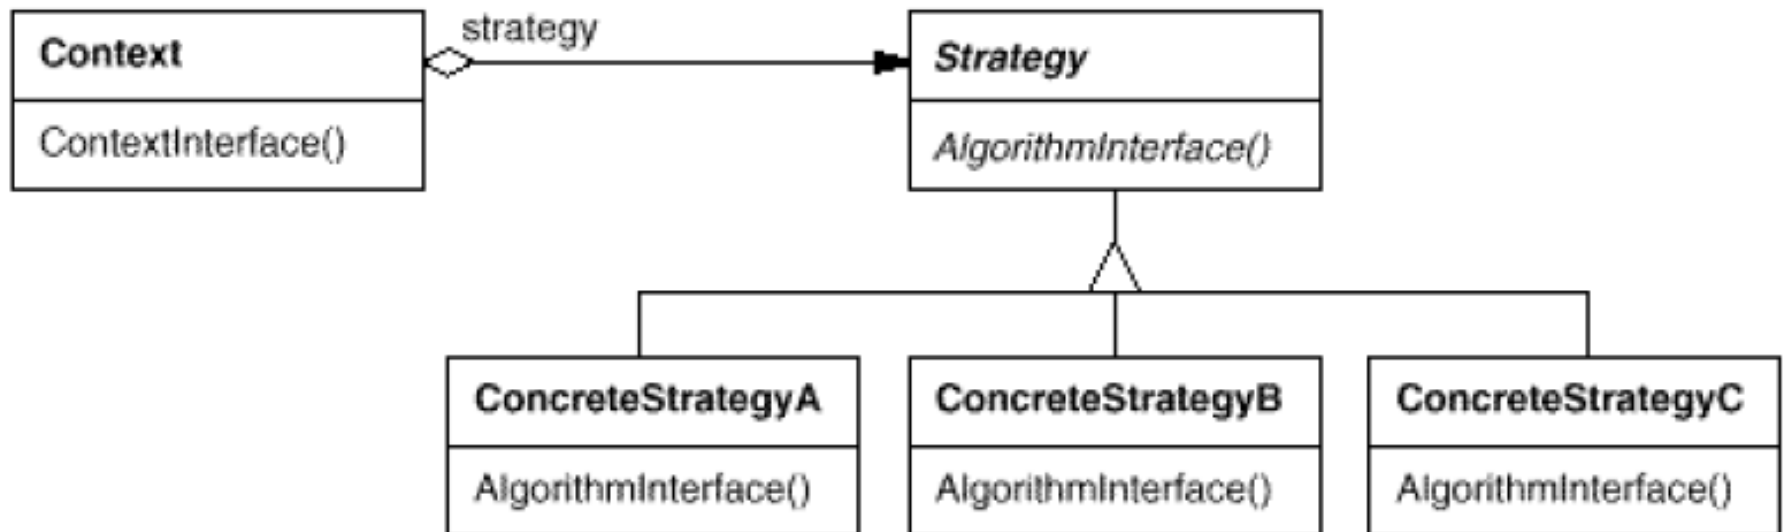 strategy
Context
Strategy
ContextInterface()
AlgorithmInterface()
ConcreteStrategyA
ConcreteStrategyB
ConcreteStrategyC
AlgorithmInterface()
AlgorithmInterface()
AlgorithmInterface()